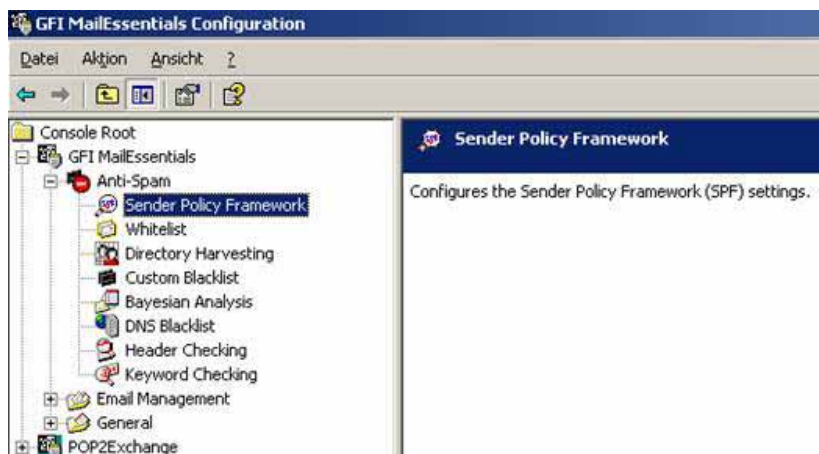 GFI MailEssentials Configuration
Datei Aktion Ansicht ?
Console Root
GFI MailEssentials
Anti-Spam
Sender Policy Framework
Whitelist
Directory Harvesting
Custom Blacklist
Bayesian Analysis
DNS Blacklist
Header Checking
Keyword Checking
Email Management
General
POP2Exchange
Sender Policy Framework
Configures the Sender Policy Framework (SPF) settings.